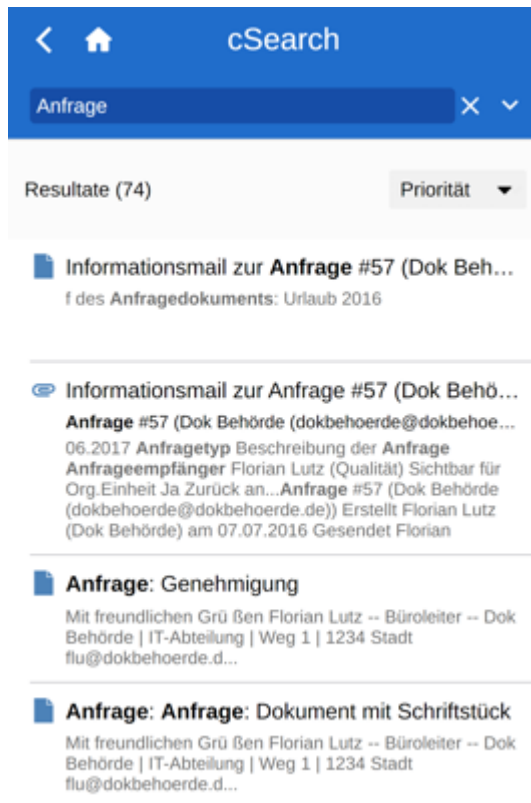 cSearch
Anfrage
Resultate (74)
Priorität
Informationsmail zur Anfrage #57 (Dok Beh...
f des Anfragedokuments: Urlaub 2016
Informationsmail zur Anfrage #57 (Dok Behö...
Anfrage #57 (Dok Behörde (dokbehoerde@dokbehoe...
06.2017 Anfragetyp Beschreibung der Anfrage
Anfrageempfänger Florian Lutz (Qualität) Sichtbar für
Org.Einheit Ja Zurück an...Anfrage #57 (Dok Behörde
(dokbehoerde@dokbehoerde.de)) Erstellt Florian Lutz
(Dok Behörde) am 07.07.2016 Gesendet Florian
Anfrage: Genehmigung
Mit freundlichen Grü ßen Florian Lutz -- Büroleiter -- Dok
Behörde | IT-Abteilung | Weg 1 | 1234 Stadt
flu@dokbehoerde.d...
Anfrage: Anfrage: Dokument mit Schriftstück
Mit freundlichen Grü ßen Florian Lutz -- Büroleiter -- Dok
Behörde | IT-Abteilung | Weg 1 | 1234 Stadt
flu@dokbehoerde.d...